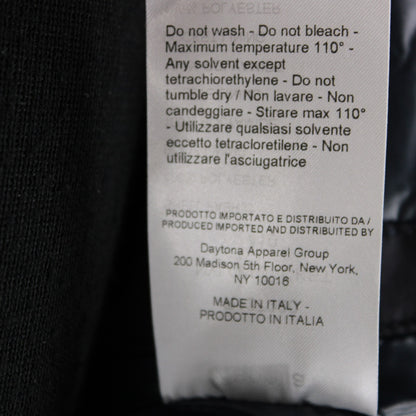 Do not wash - Do not bleach -
Maximum temperature 110° -
Any solvent except
tetrachiorethylene - Do not
tumble dry / Non lavare - Non
candeggiare - Stirare max 110°
- Utilizzare qualsiasi solvente
eccetto tetracloretilene - Non
utilizzare l'asciugatrice
PRODOTTO IMPORTATO E DISTRIBUITO DA /
PRODUCED IMPORTED AND DISTRIBUTED BY
Daytona Apparel Group
200 Madison 5th Floor, New York,
NY 10016
MADE IN ITALY -
PRODOTTO IN ITALIA